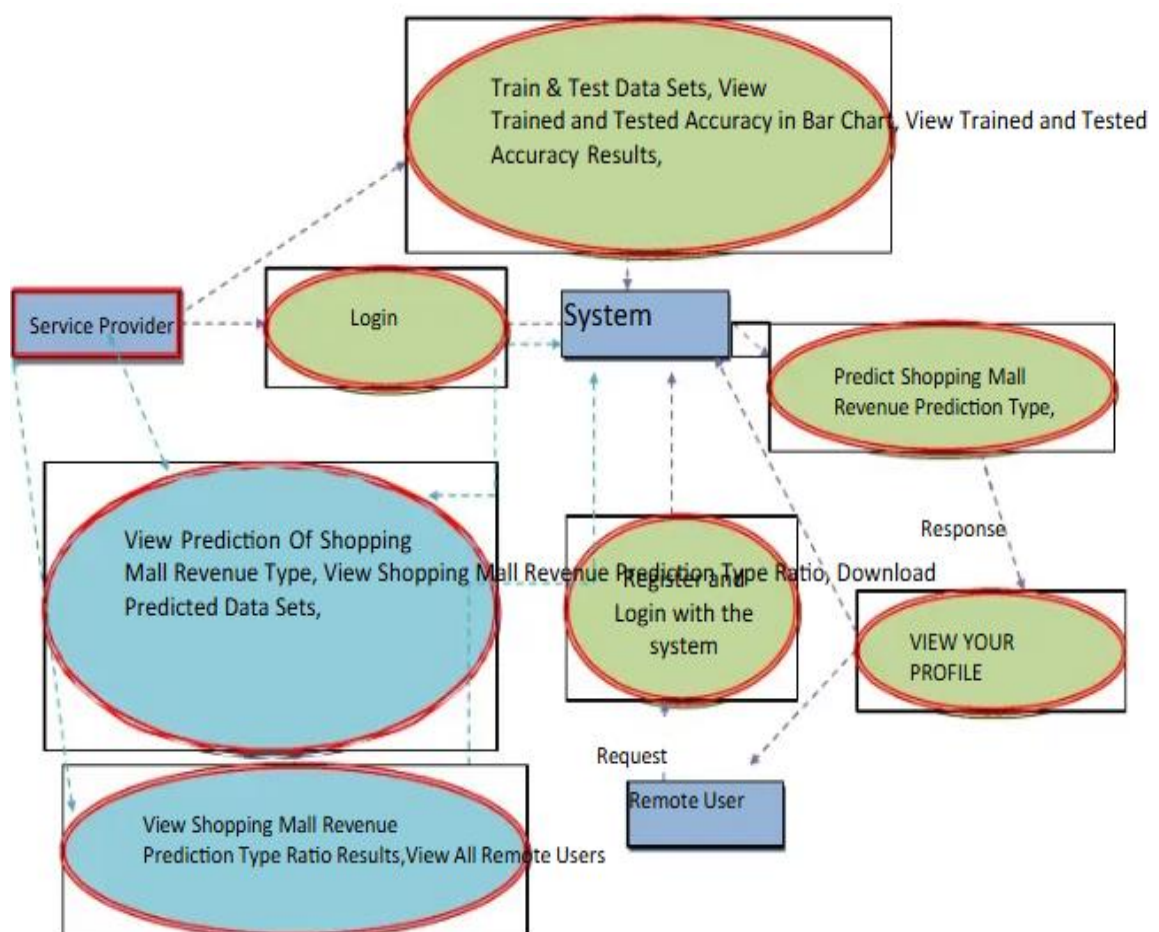 Train & Test Data Sets, View
Trained and Tested Accuracy in Bar Chart, View Trained and Tested
Accuracy Results,
Service Provider
Login
System
Predict Shopping Mall
Revenue Prediction Type,
View Prediction Of Shopping
Mall Revenue Type, View Shopping Mall Revenue Prediction Type Ratio, Download
Predicted Data Sets,
Response
Register and
Login with the
system
VIEW YOUR
PROFILE
Request
Remote User
View Shopping Mall Revenue
Prediction Type Ratio Results,View All Remote Users